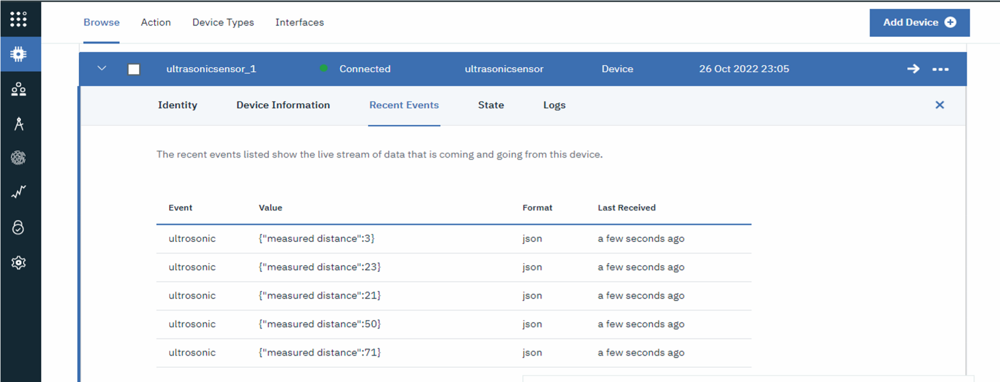 Browse Action Device Types Interfaces Add Device
ultrasonicsensor_1 Connected ultrasonicsensor Device 26 Oct 2022 23:05
Identity Device Information Recent Events State Logs
The recent events listed show the live stream of data that is coming and going from this device.
Event Value Format Last Received
ultrosonic {"measured distance":3} json a few seconds ago
ultrosonic {"measured distance":23} json a few seconds ago
ultrosonic {"measured distance":21} json a few seconds ago
ultrosonic {"measured distance":50} json a few seconds ago
ultrosonic {"measured distance":71} json a few seconds ago